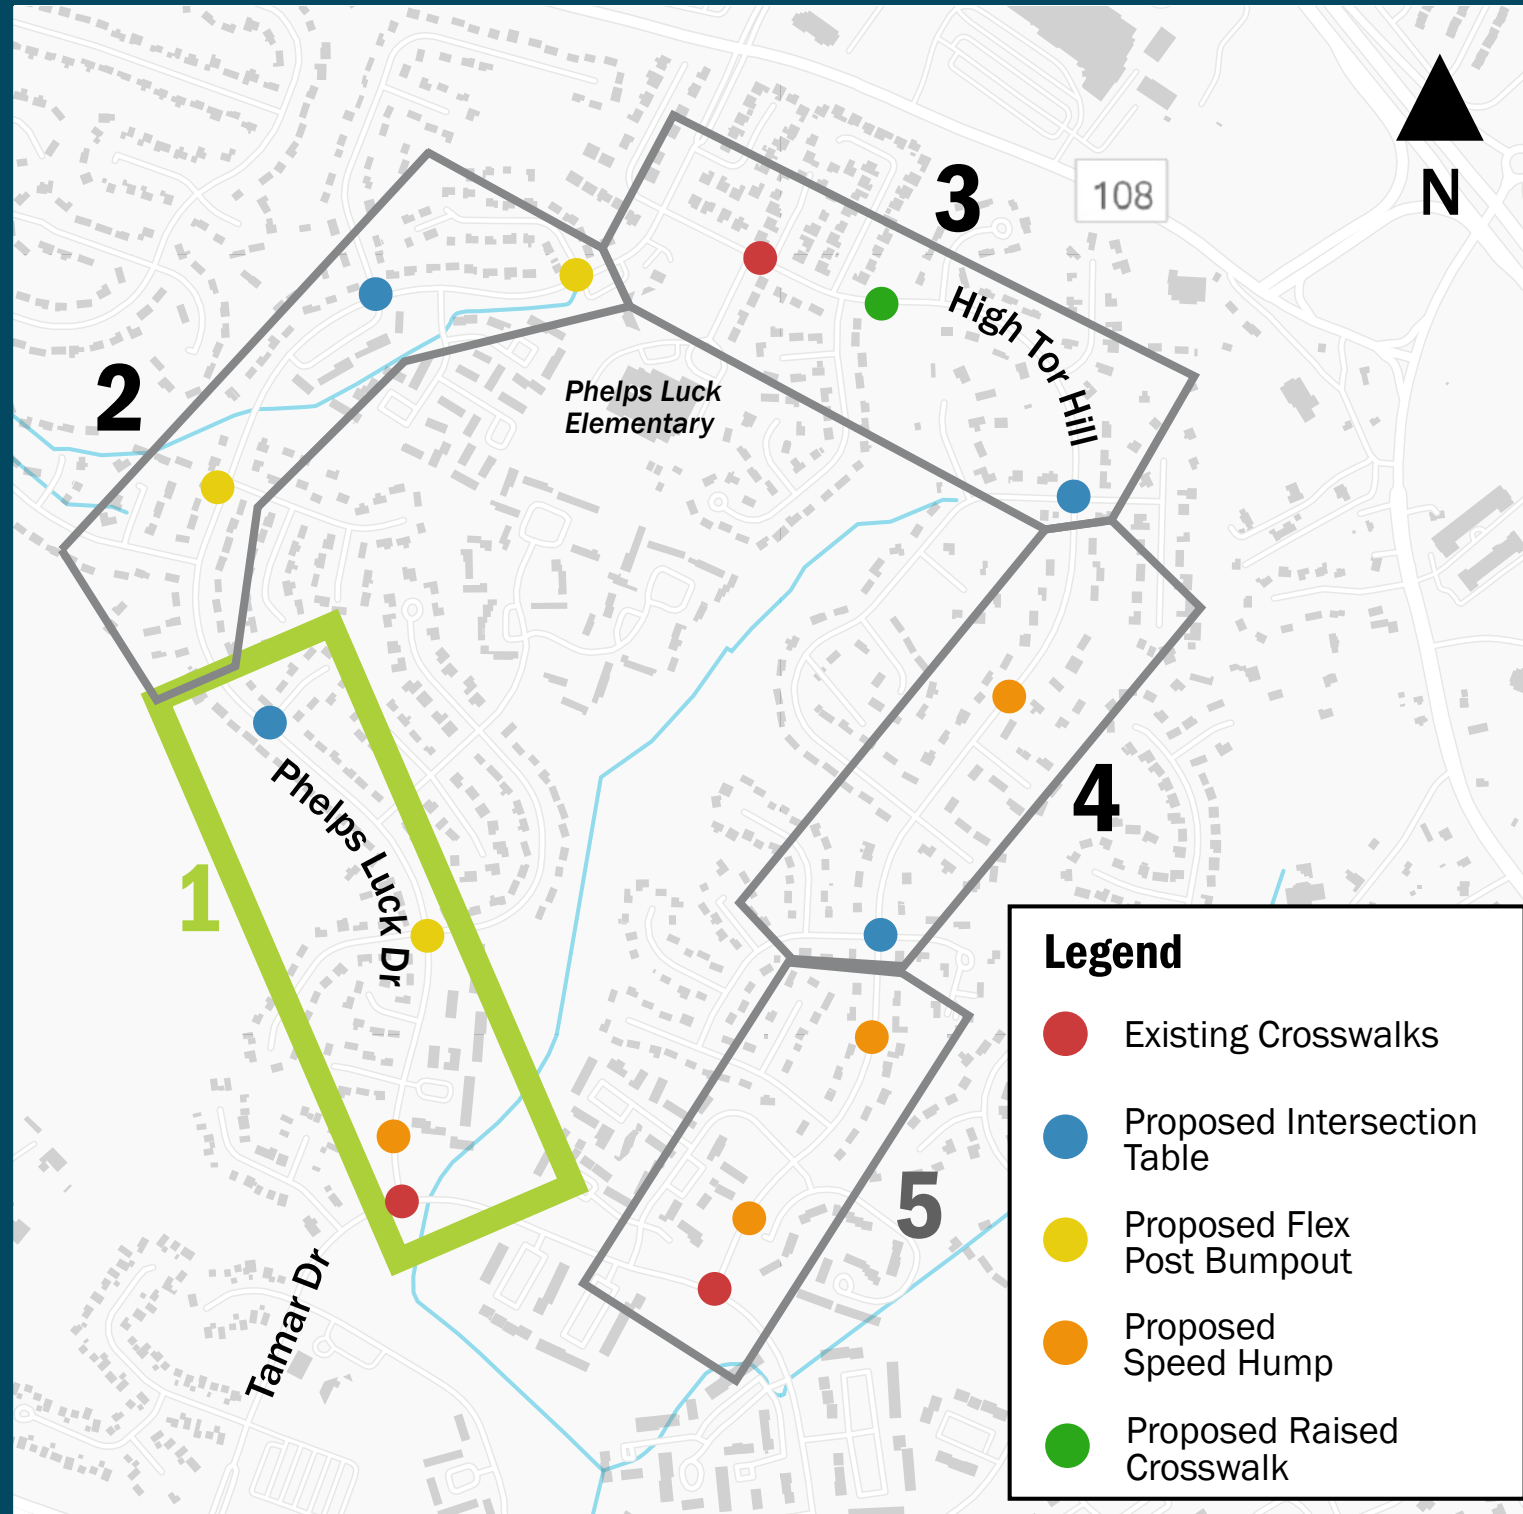 108
N
3
High Tor Hill
2
Phelps Luck
Elementary
4
Phelps Luck Dr
1
5
Tamar Dr
Legend
Existing Crosswalks
Proposed Intersection
Table
Proposed Flex
Post Bumpout
Proposed
Speed Hump
Proposed Raised
Crosswalk